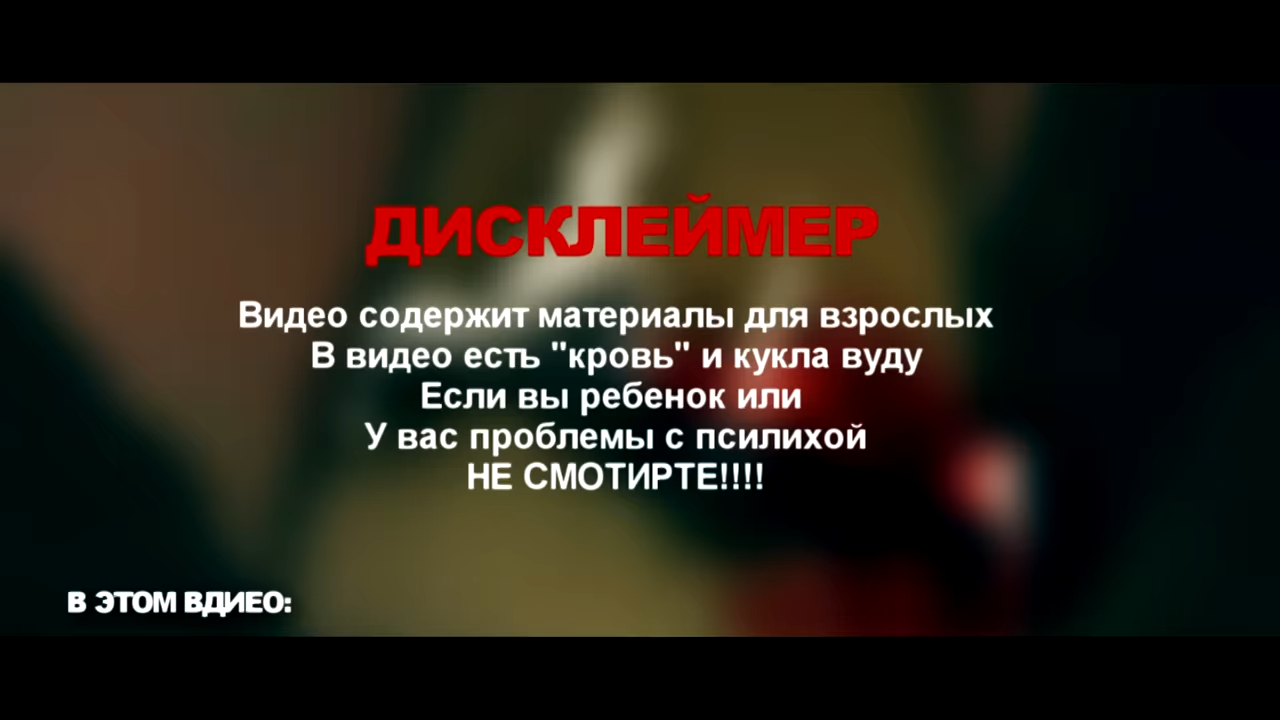 ДИСКЛЕЙМЕР
Видео содержит материалы для взрослых
В видео есть "кровь" и кукла вуду
Если вы ребенок или
У вас проблемы с псилихой
НЕ СМОТИРТЕ!!!!
В ЭТОМ ВДИЕО: